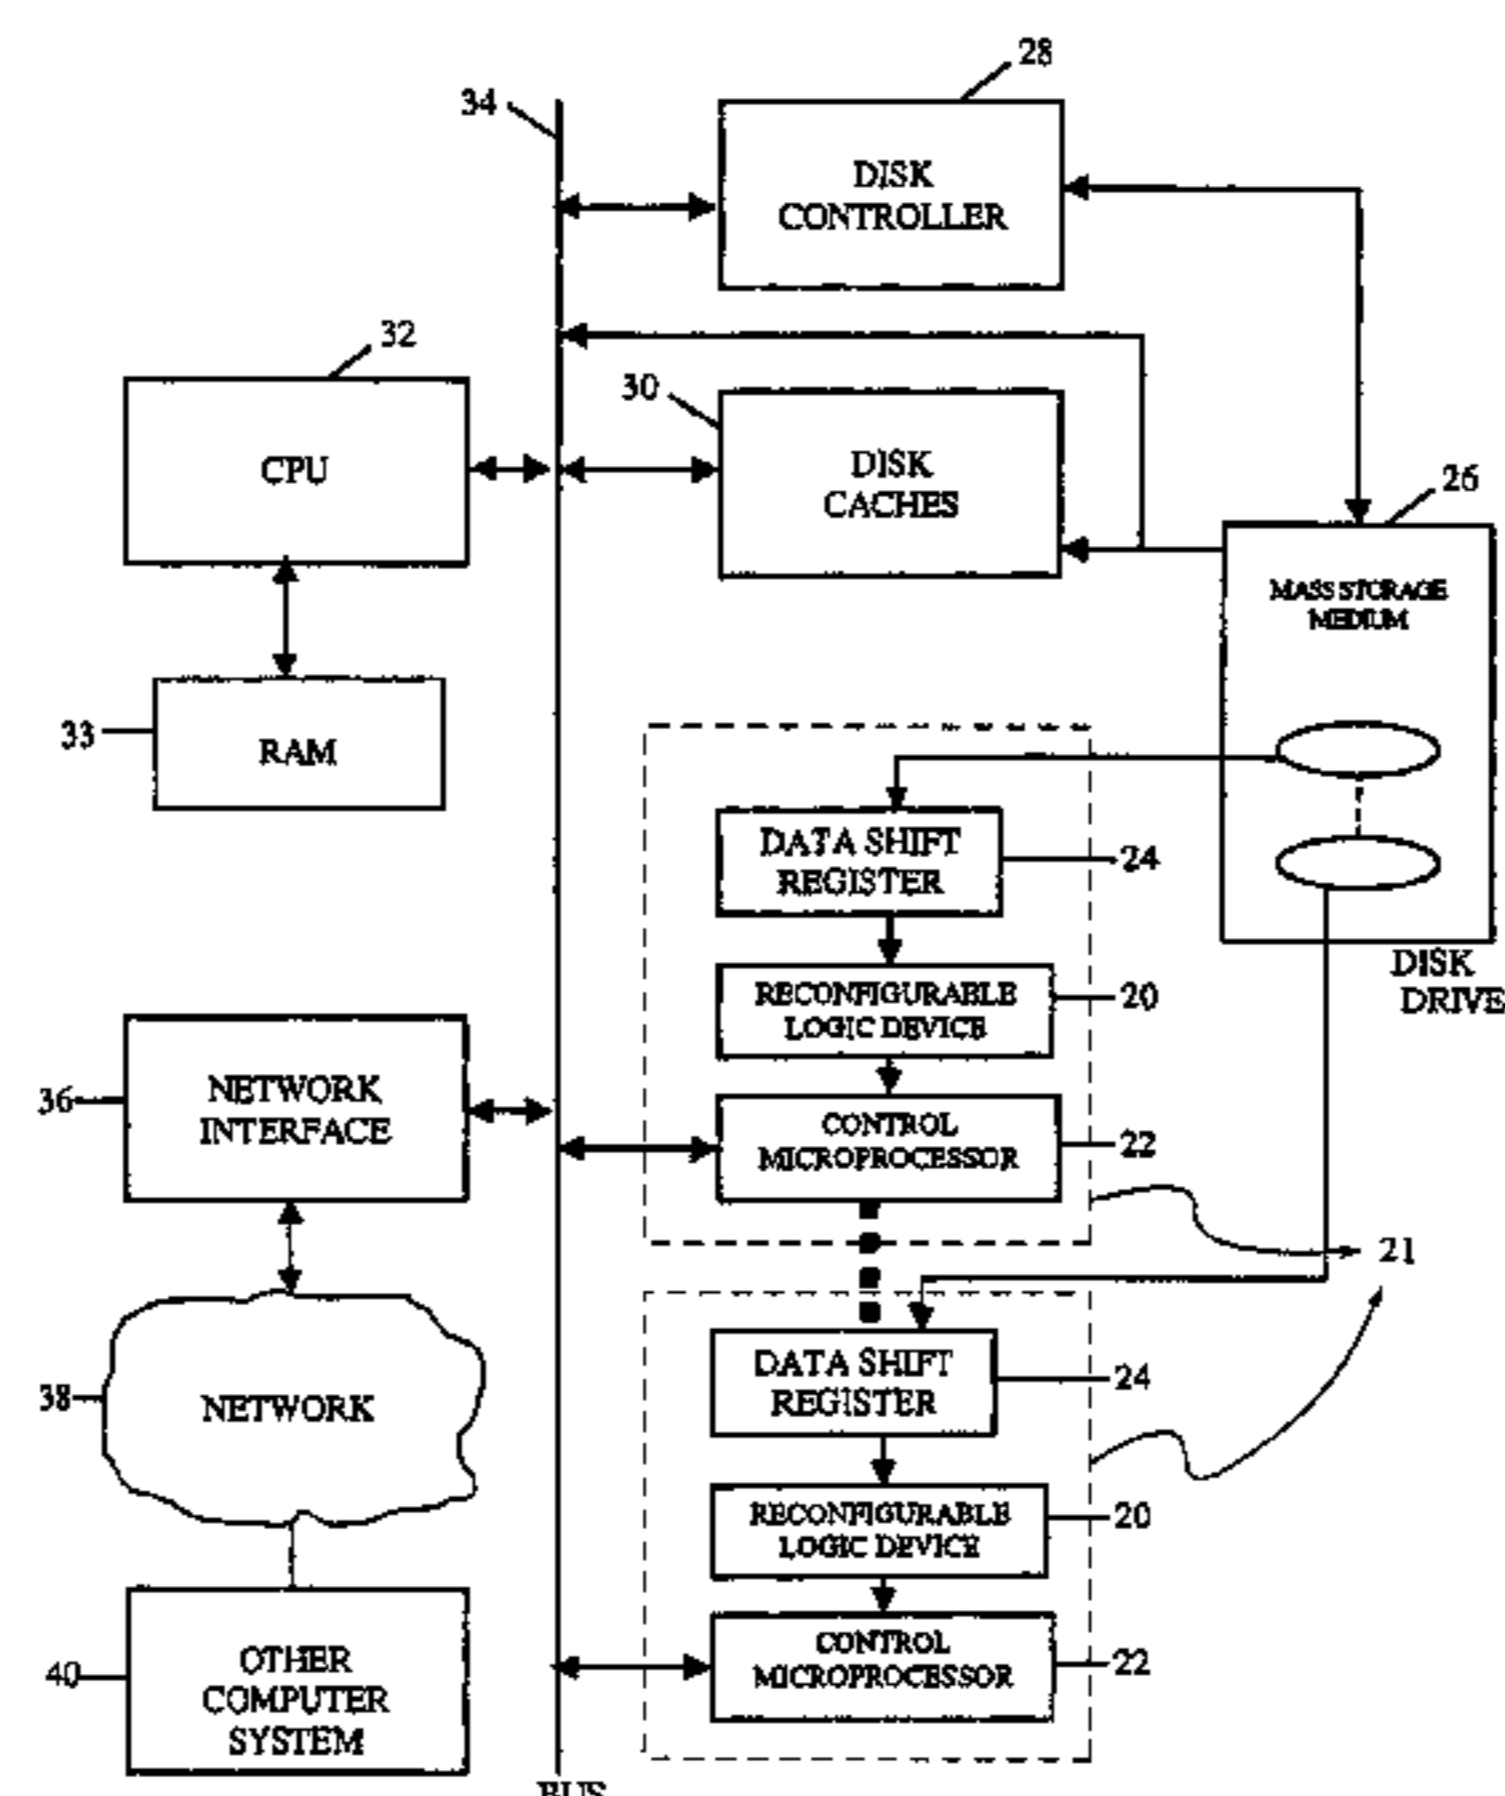 28
34
DISK
CONTROLLER
32
30
CPU
DISK
CACHES
26
MASS STORAGE
MEDIUM
33
RAM
DATA SHIFT
REGISTER
24
DISK
DRIVE
RECONFIGURABLE
LOGIC DEVICE
20
36
NETWORK
INTERFACE
CONTROL
MICROPROCESSOR
22
21
DATA SHIFT
REGISTER
24
38
NETWORK
RECONFIGURABLE
LOGIC DEVICE
20
CONTROL
MICROPROCESSOR
22
40
OTHER
COMPUTER
SYSTEM
BUS